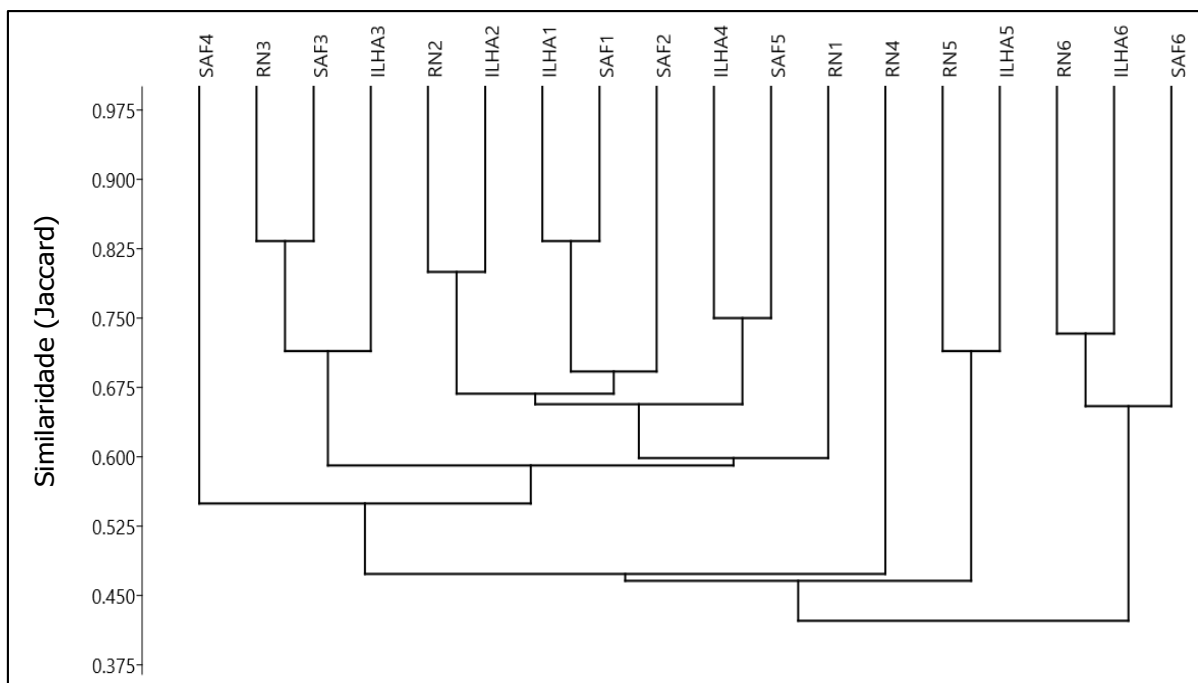 SAF4
RN3
SAF3
ILHA3
RN2
ILHA2
ILHA1
SAF1
SAF2
ILHA4
SAF5
RN1
RN4
RN5
ILHA5
RN6
ILHA6
SAF6
Similaridade (Jaccard)
0.975
0.900
0.825
0.750
0.675
0.600
0.525
0.450
0.375